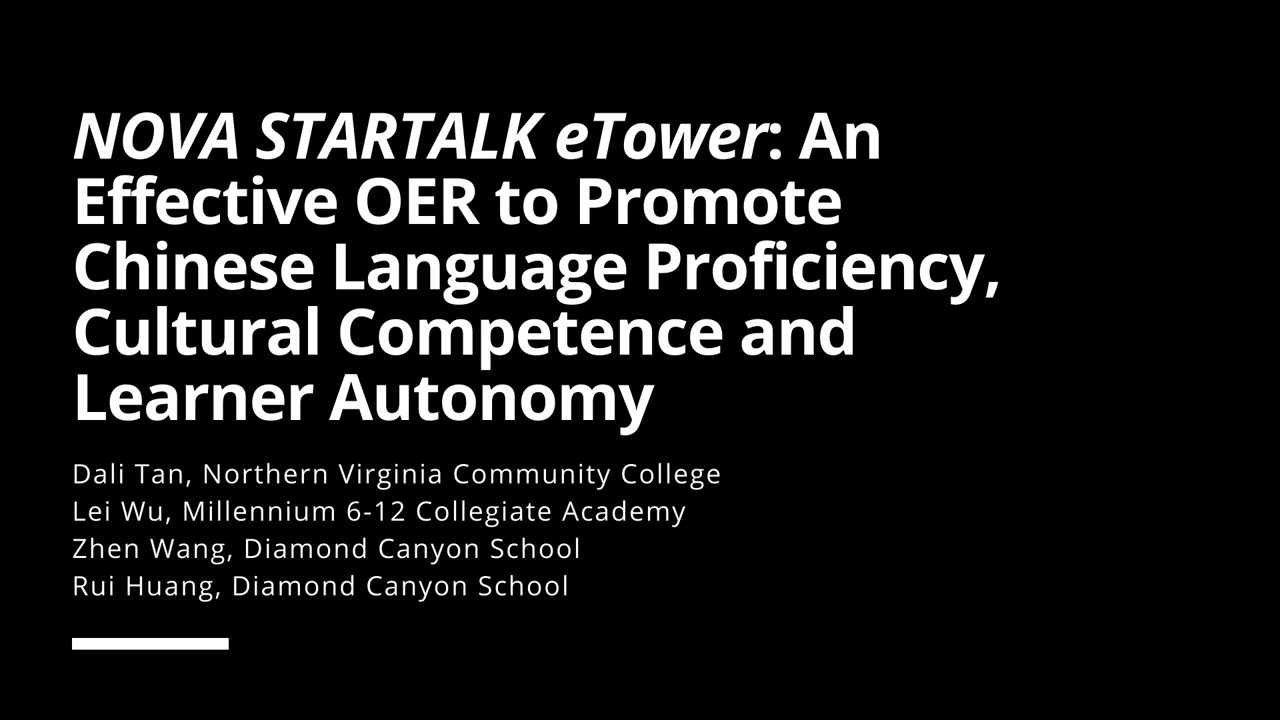 NOVA STARTALK eTower: An
Effective OER to Promote
Chinese Language Proficiency,
Cultural Competence and
Learner Autonomy
Dali Tan, Northern Virginia Community College
Lei Wu, Millennium 6-12 Collegiate Academy
Zhen Wang, Diamond Canyon School
Rui Huang, Diamond Canyon School